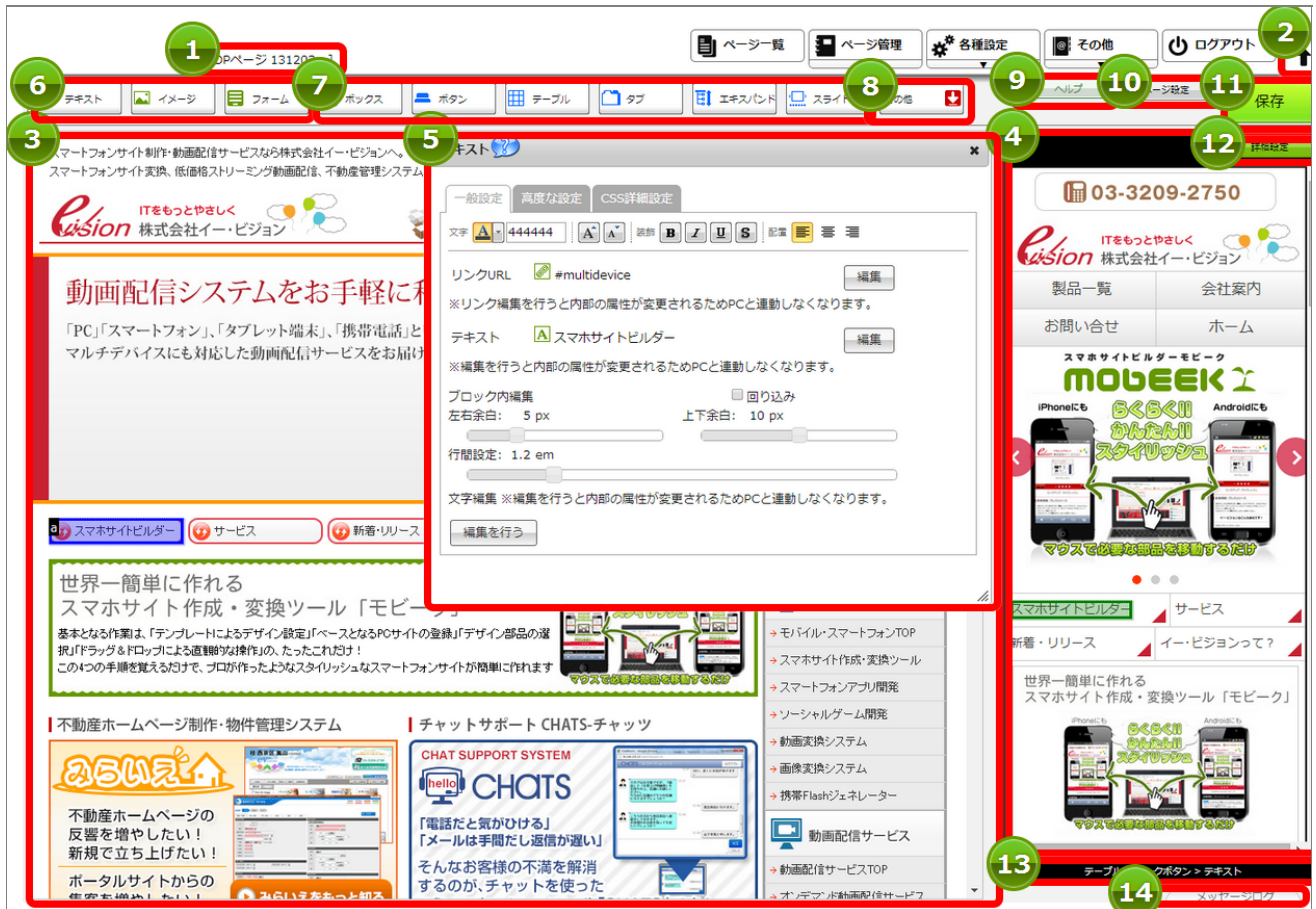 1
2
ページ一覧
ページ管理
各種設定
その他
ログアウト
OPページ 131202
6
7
8
9
10
11
テキスト
イメージ
フォーム
ボックス
ボタン
テーブル
タブ
エキスパンド
スライド
の他
ヘルプ
ージ設定
保存
3
5
4
12
詳細設定
スマートフォンサイト制作・動画配信サービスなら株式会社イー・ビジョンへ。
スマートフォンサイト変換、低価格ストリーミング動画配信、不動産管理システム
ITをもっとやさしく
株式会社イー・ビジョン
動画配信システムをお手軽に
「PC」「スマートフォン」、「タブレット端末」、「携帯電話」と
マルチデバイスにも対応した動画配信サービスをお届け
キスト
一般設定
高度な設定
CSS詳細設定
文字 A 444444 A A 装飾 B I U S 配置
リンクURL #multidevice 編集
※リンク編集を行うと内部の属性が変更されるためPCと連動しなくなります。
テキスト A スマホサイトビルダー 編集
※編集を行うと内部の属性が変更されるためPCと連動しなくなります。
ブロック内編集 回り込み
左右余白: 5 px 上下余白: 10 px
行間設定: 1.2 em
文字編集 ※編集を行うと内部の属性が変更されるためPCと連動しなくなります。
編集を行う
a スマホサイトビルダー
サービス
新着・リリース
世界一簡単に作れる
スマホサイト作成・変換ツール「モビーク」
基本となる作業は、「テンプレートによるデザイン設定」「ベースとなるPCサイトの登録」「デザイン部品の選
択」「ドラッグ&ドロップによる直観的な操作」の、たったこれだけ!
この4つの手順を覚えるだけで、プロが作ったようなスタイリッシュなスマートフォンサイトが簡単に作れます
マウスで必要な部品を移動するだけ
不動産ホームページ制作・物件管理システム
みらいえ
不動産ホームページの
反響を増やしたい!
新規で立ち上げたい!
ポータルサイトからの
集客を増やしたい!
みらいえをもっと知る
チャットサポート CHATS-チャッツ
CHAT SUPPORT SYSTEM
hello CHATS
「電話だと気がひける」
「メールは手間だし返信が遅い」
そんなお客様の不満を解消
するのが、チャットを使った
モバイル・スマートフォンTOP
スマホサイト作成・変換ツール
スマートフォンアプリ開発
ソーシャルゲーム開発
動画変換システム
画像変換システム
携帯Flashジェネレーター
動画配信サービス
動画配信サービスTOP
オンデマンド動画配信サービス
03-3209-2750
ITをもっとやさしく
株式会社イー・ビジョン
製品一覧
会社案内
お問い合せ
ホーム
スマホサイトビルダーモビーク
MOBEEK
iPhoneにも
らくらく!!
かんたん!!
スタイリッシュ
Androidにも
マウスで必要な部品を移動するだけ
スマホサイトビルダー
サービス
新着・リリース
イー・ビジョンって?
世界一簡単に作れる
スマホサイト作成・変換ツール「モビーク」
iPhoneにも
らくらく!!
かんたん!!
スタイリッシュ
Androidにも
マウスで必要な部品を移動するだけ
13
テーブル
クボタン > テキスト
14
メッセージログ